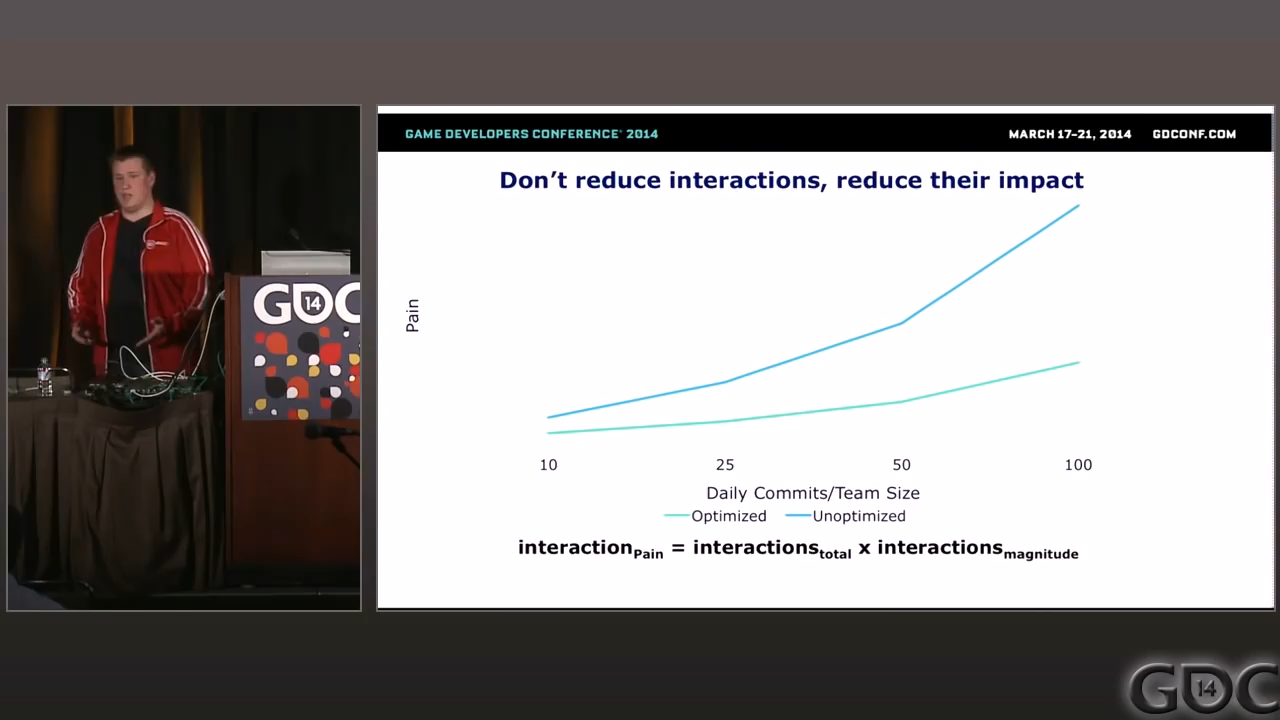 GAME DEVELOPERS CONFERENCE® 2014
MARCH 17–21, 2014 GDCONF.COM
Don’t reduce interactions, reduce their impact
Pain
10 25 50 100
Daily Commits/Team Size
Optimized Unoptimized
interactionPain = interactionstotal x interactionsmagnitude
GDC 14
GDC 14